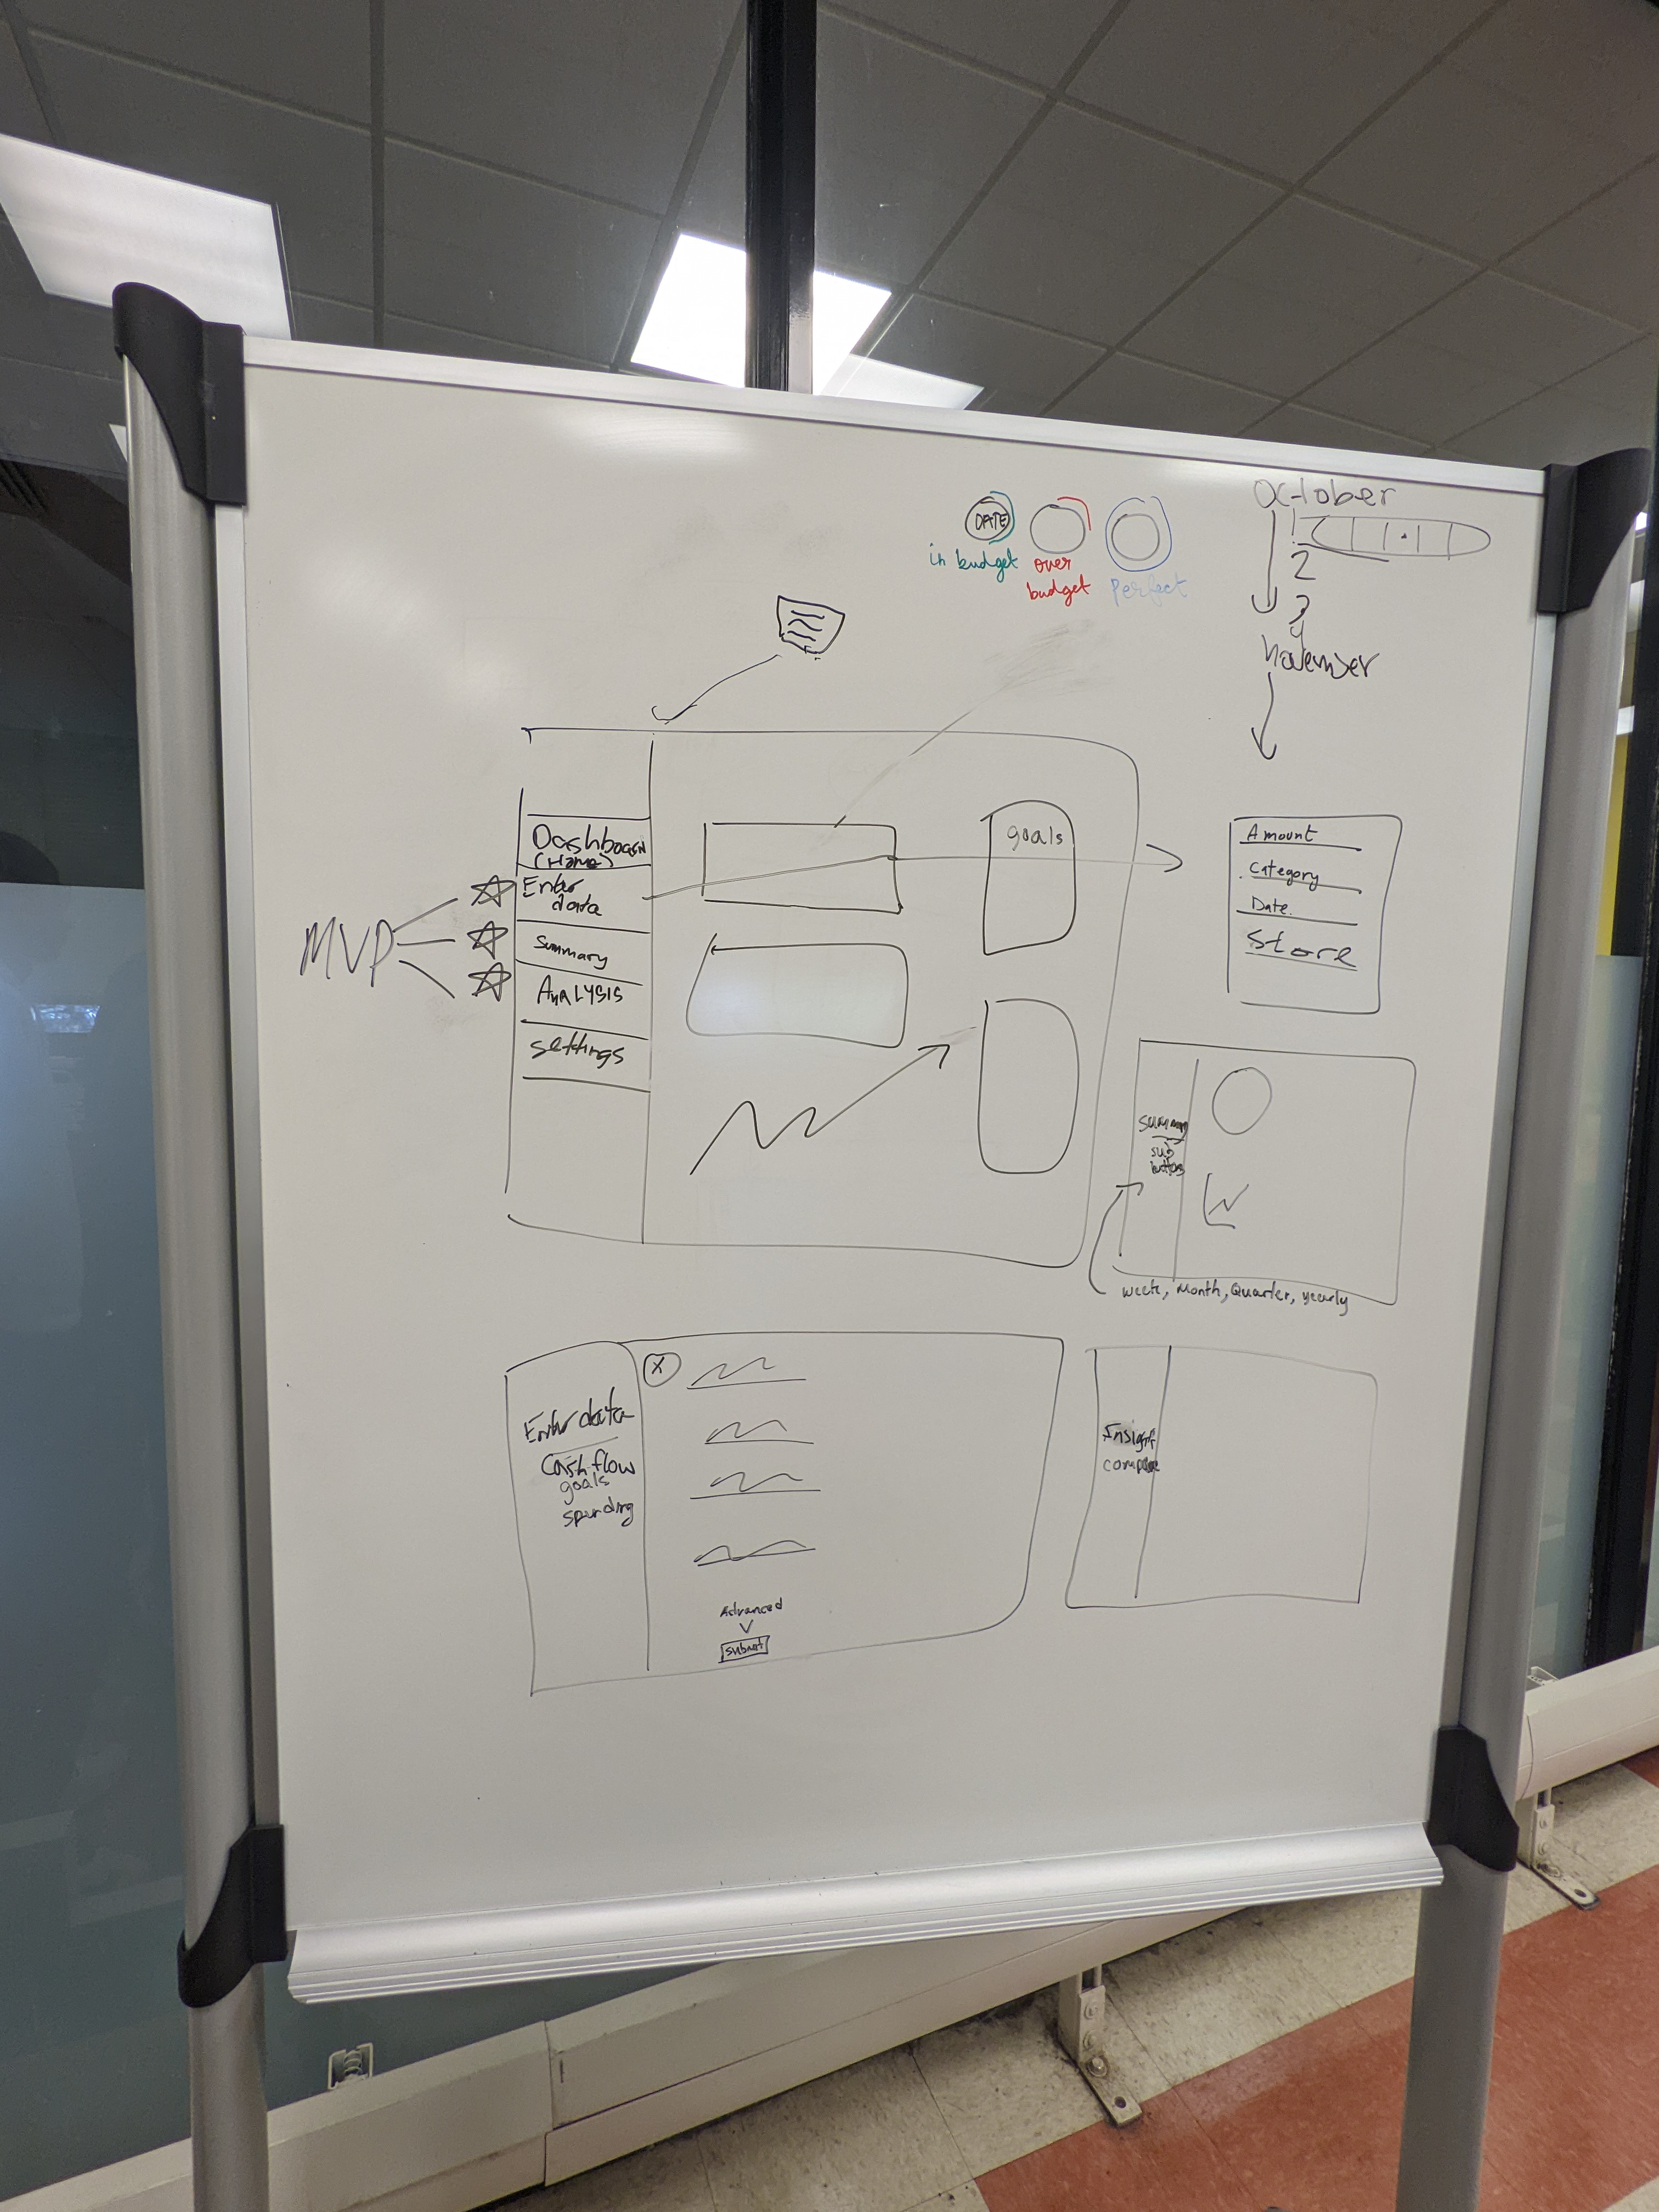 October
DATE
in budget
over
budget
Perfect
1
2
3
4
November
Dashboard
(Home)
Enter
data
Summary
ANALYSIS
Settings
MVP
goals
Amount
Category
Date
Store
Summary
sub
buttons
week, Month, Quarter, yearly
Enter data
Cash flow
goals
spending
X
Advanced
submit
Insight